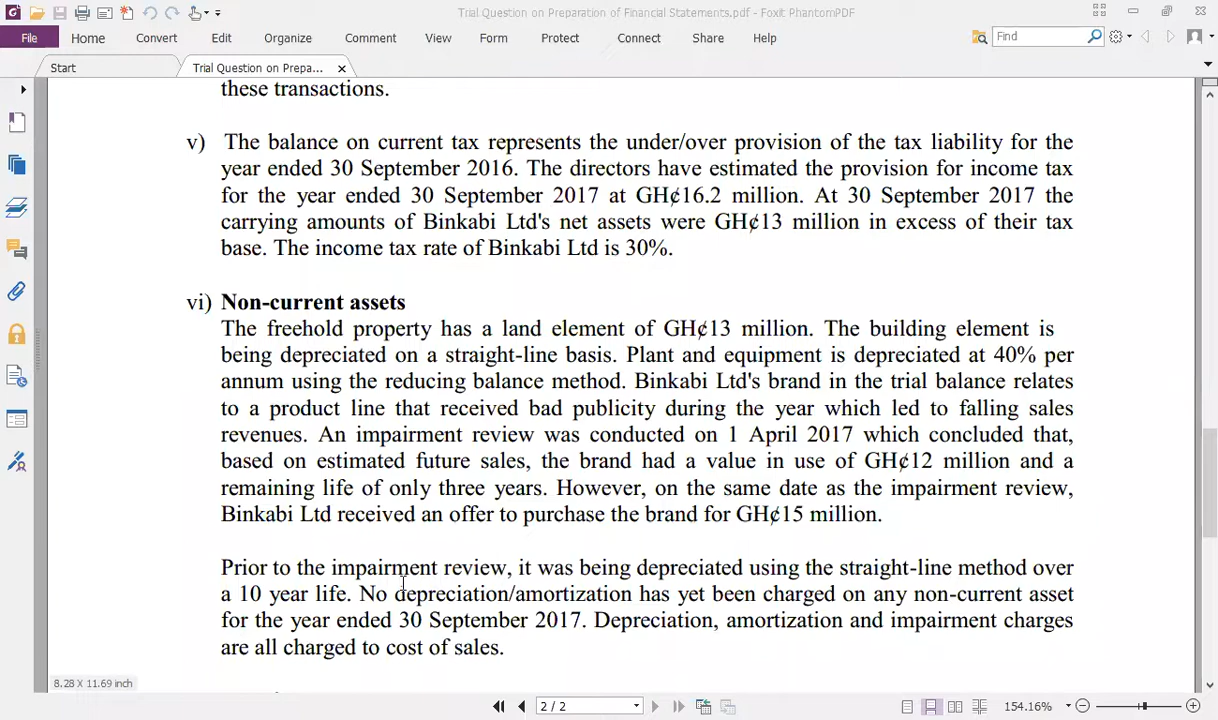 Trial Question on Preparation of Financial Statements.pdf - Foxit PhantomPDF
File Home Convert Edit Organize Comment View Form Protect Connect Share Help Find
Start Trial Question on Prepa...
these transactions.
v) The balance on current tax represents the under/over provision of the tax liability for the
year ended 30 September 2016. The directors have estimated the provision for income tax
for the year ended 30 September 2017 at GH¢16.2 million. At 30 September 2017 the
carrying amounts of Binkabi Ltd's net assets were GH¢13 million in excess of their tax
base. The income tax rate of Binkabi Ltd is 30%.
vi) Non-current assets
The freehold property has a land element of GH¢13 million. The building element is
being depreciated on a straight-line basis. Plant and equipment is depreciated at 40% per
annum using the reducing balance method. Binkabi Ltd's brand in the trial balance relates
to a product line that received bad publicity during the year which led to falling sales
revenues. An impairment review was conducted on 1 April 2017 which concluded that,
based on estimated future sales, the brand had a value in use of GH¢12 million and a
remaining life of only three years. However, on the same date as the impairment review,
Binkabi Ltd received an offer to purchase the brand for GH¢15 million.
Prior to the impairment review, it was being depreciated using the straight-line method over
a 10 year life. No depreciation/amortization has yet been charged on any non-current asset
for the year ended 30 September 2017. Depreciation, amortization and impairment charges
are all charged to cost of sales.
8.28 X 11.69 inch
2 / 2 154.16%